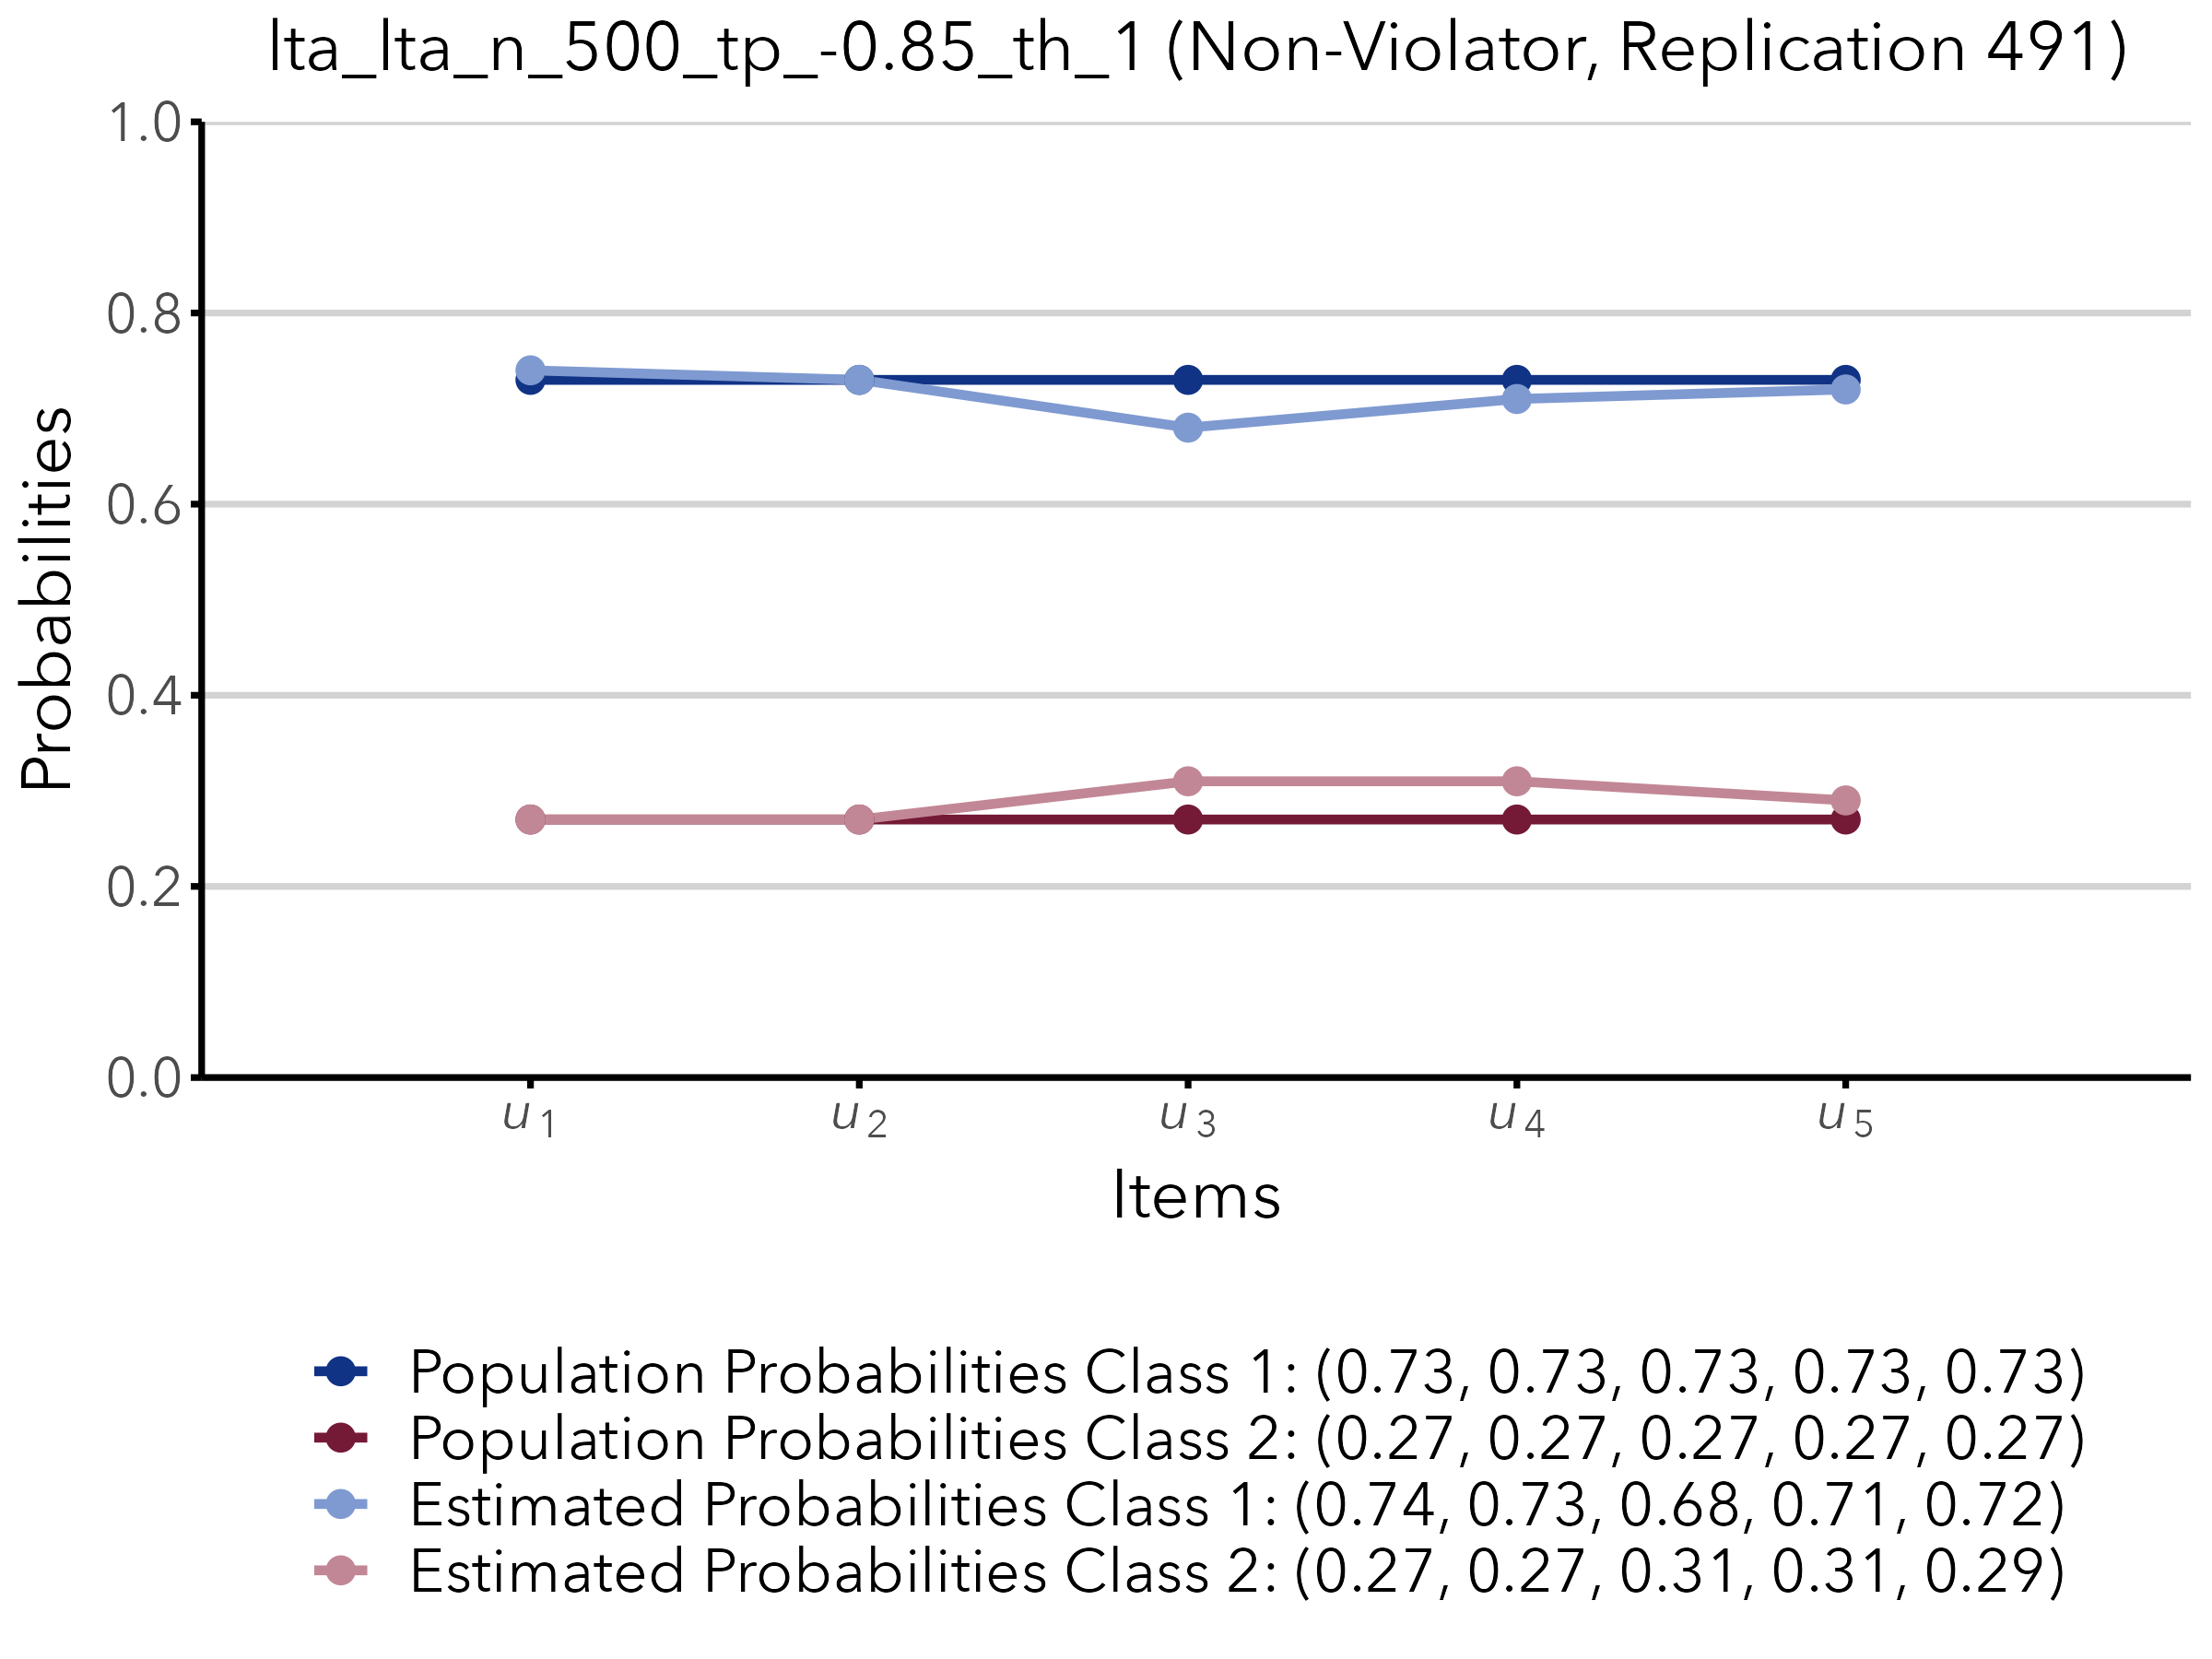 lta_lta_n_500_tp_-0.85_th_1 (Non-Violator, Replication 491)
1.0
0.8
0.6
0.4
0.2
0.0
Probabilities
u1 u2 u3 u4 u5
Items
Population Probabilities Class 1: (0.73, 0.73, 0.73, 0.73, 0.73)
Population Probabilities Class 2: (0.27, 0.27, 0.27, 0.27, 0.27)
Estimated Probabilities Class 1: (0.74, 0.73, 0.68, 0.71, 0.72)
Estimated Probabilities Class 2: (0.27, 0.27, 0.31, 0.31, 0.29)